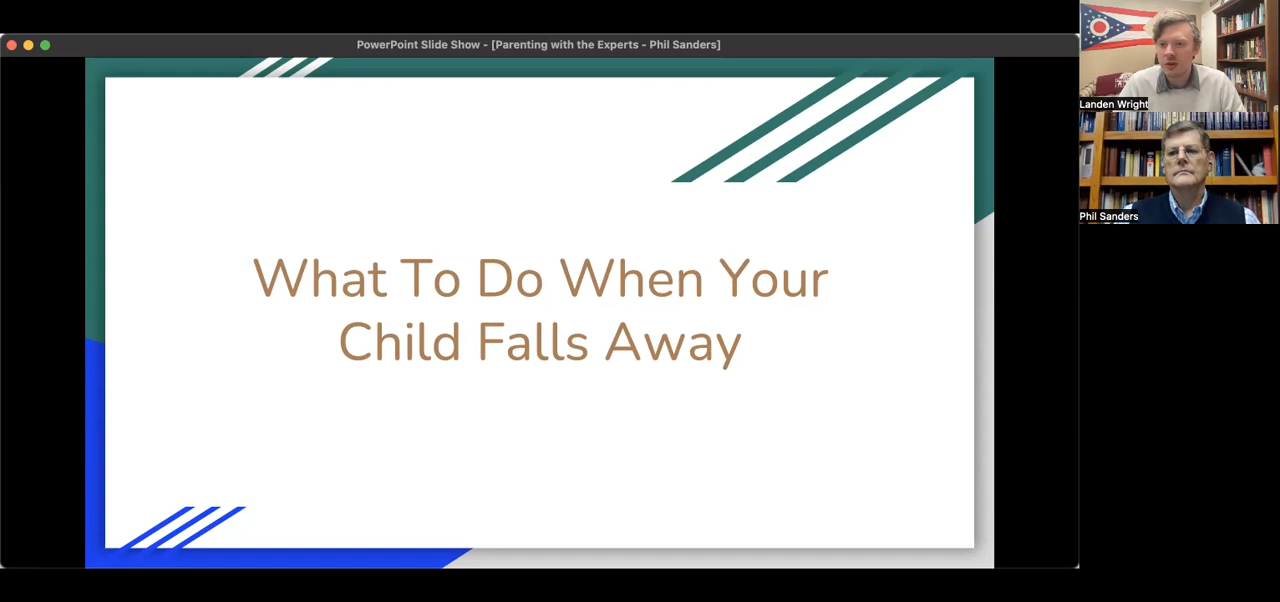 PowerPoint Slide Show - [Parenting with the Experts - Phil Sanders]
Landen Wright
Phil Sanders
What To Do When Your
Child Falls Away